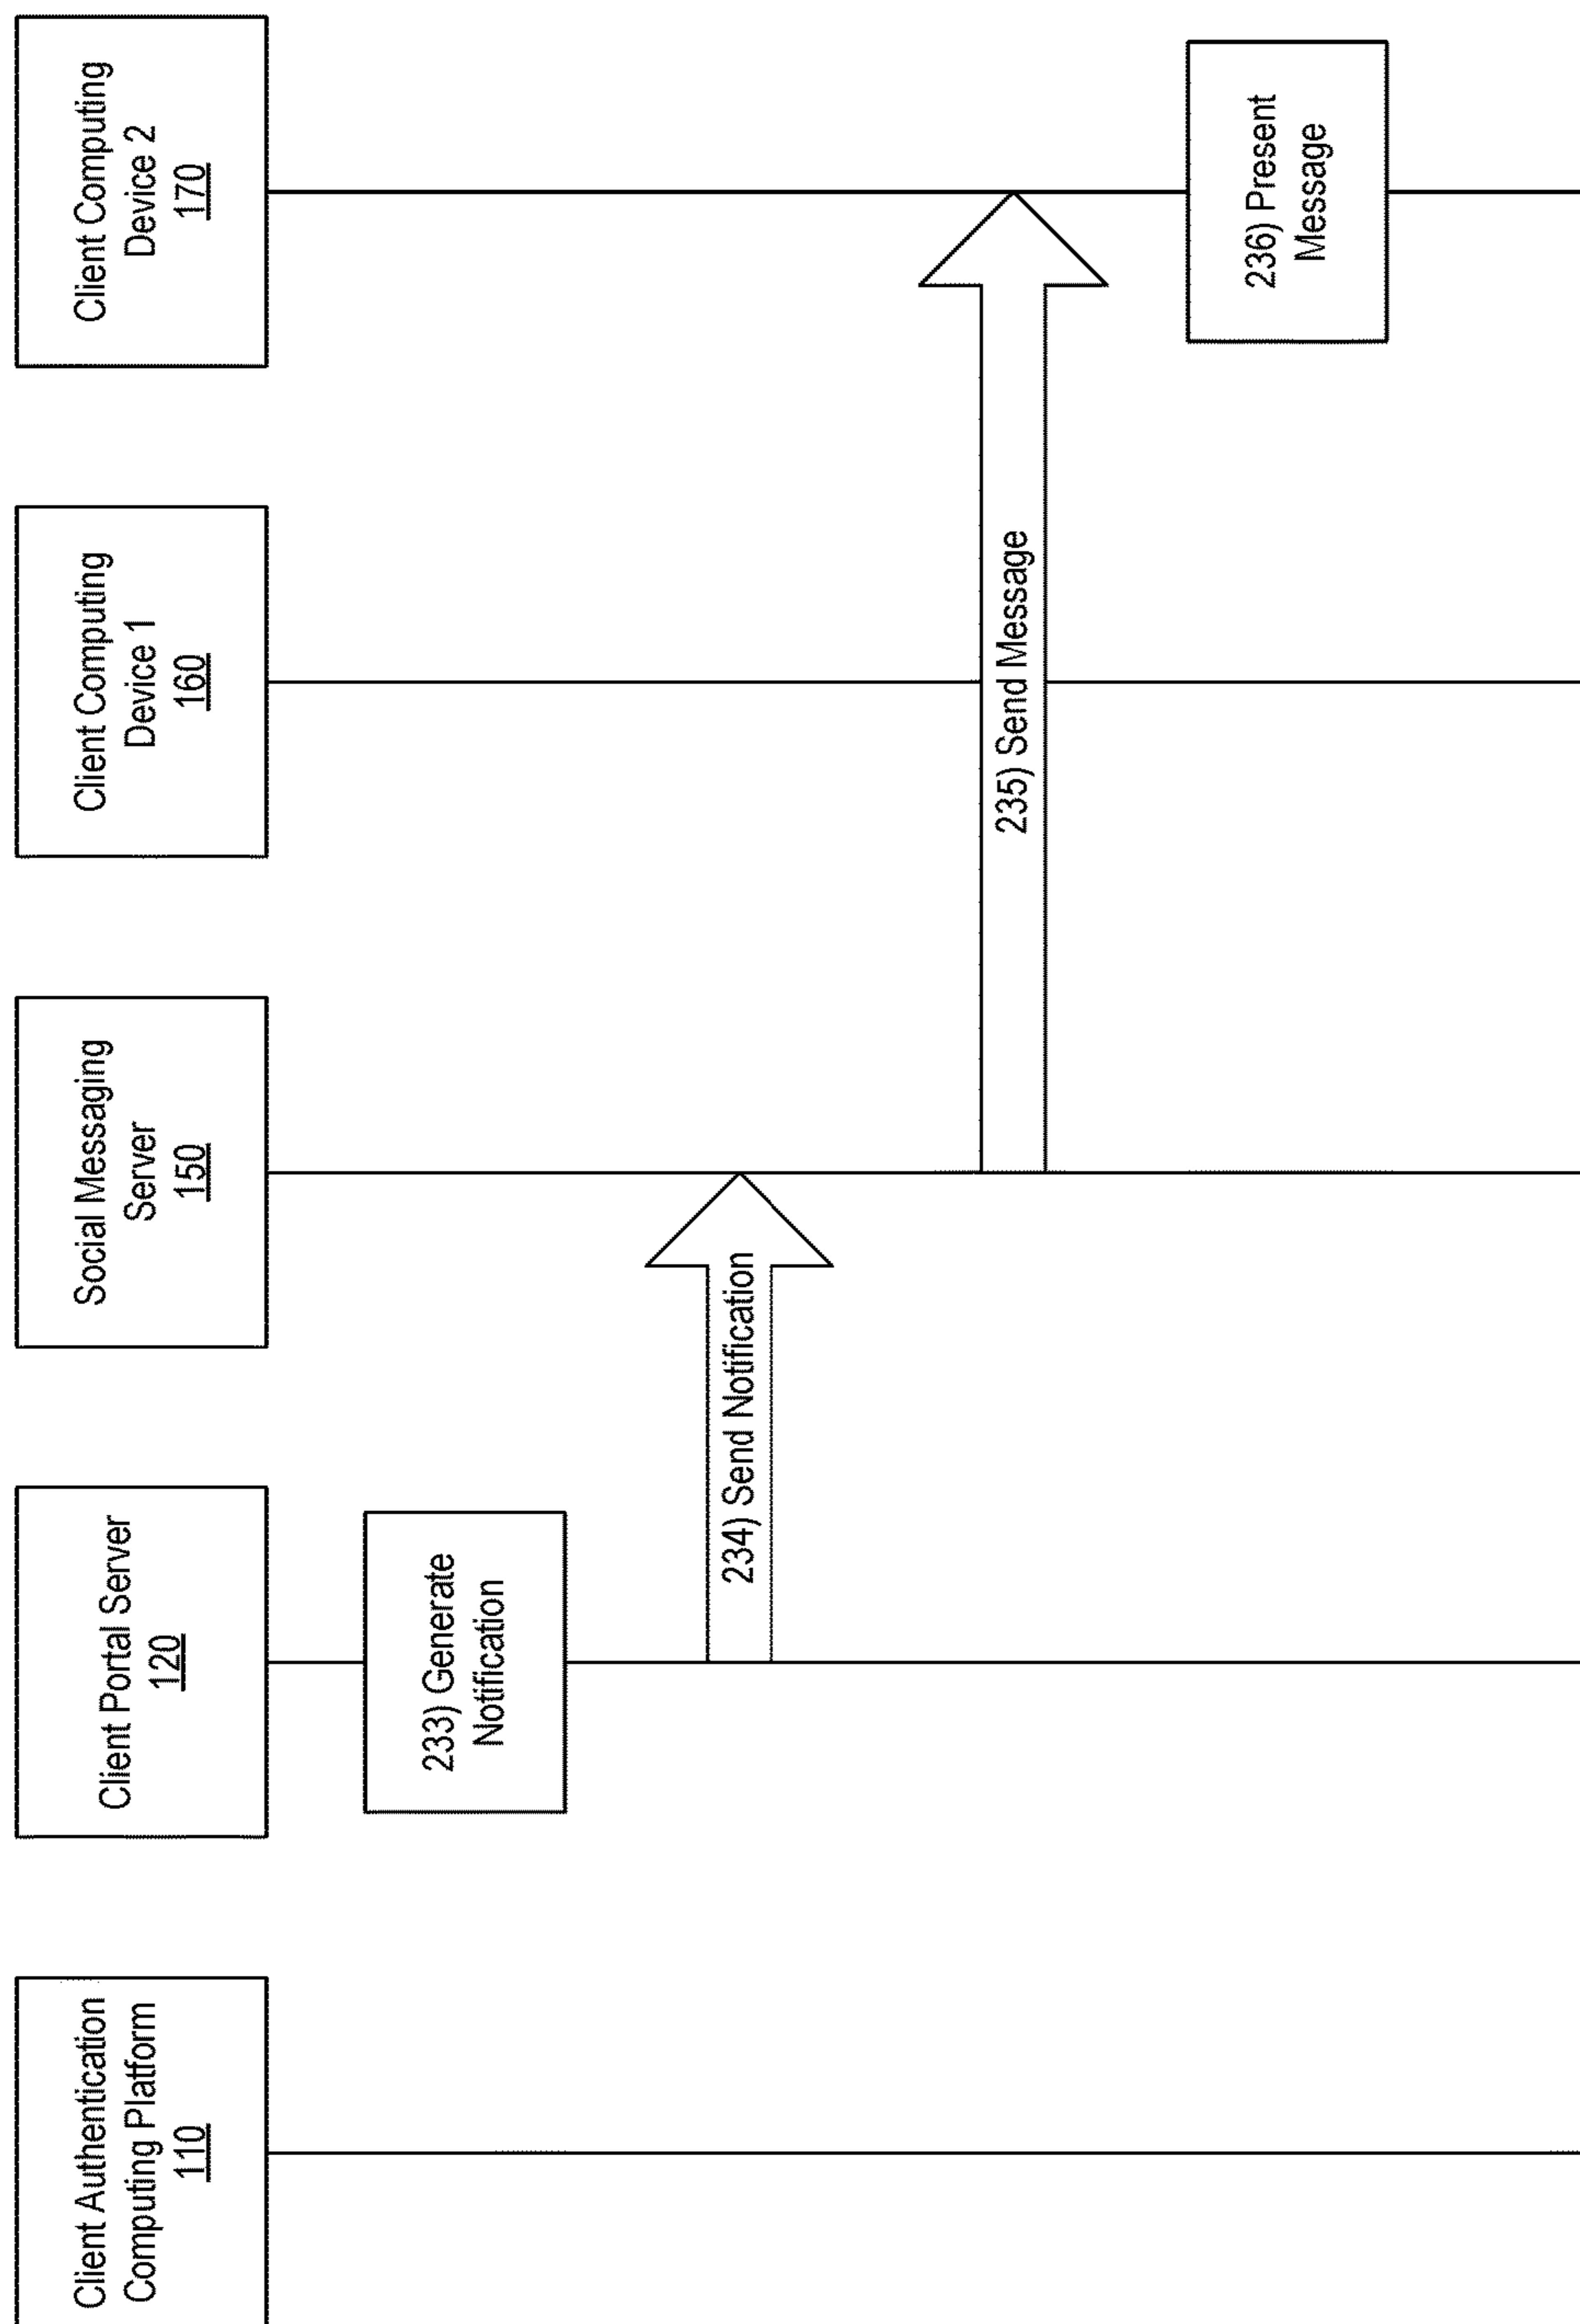 Client Authentication
Computing Platform
110
Client Portal Server
120
Social Messaging
Server
150
Client Computing
Device 1
160
Client Computing
Device 2
170
233) Generate
Notification
234) Send Notification
235) Send Message
236) Present
Message